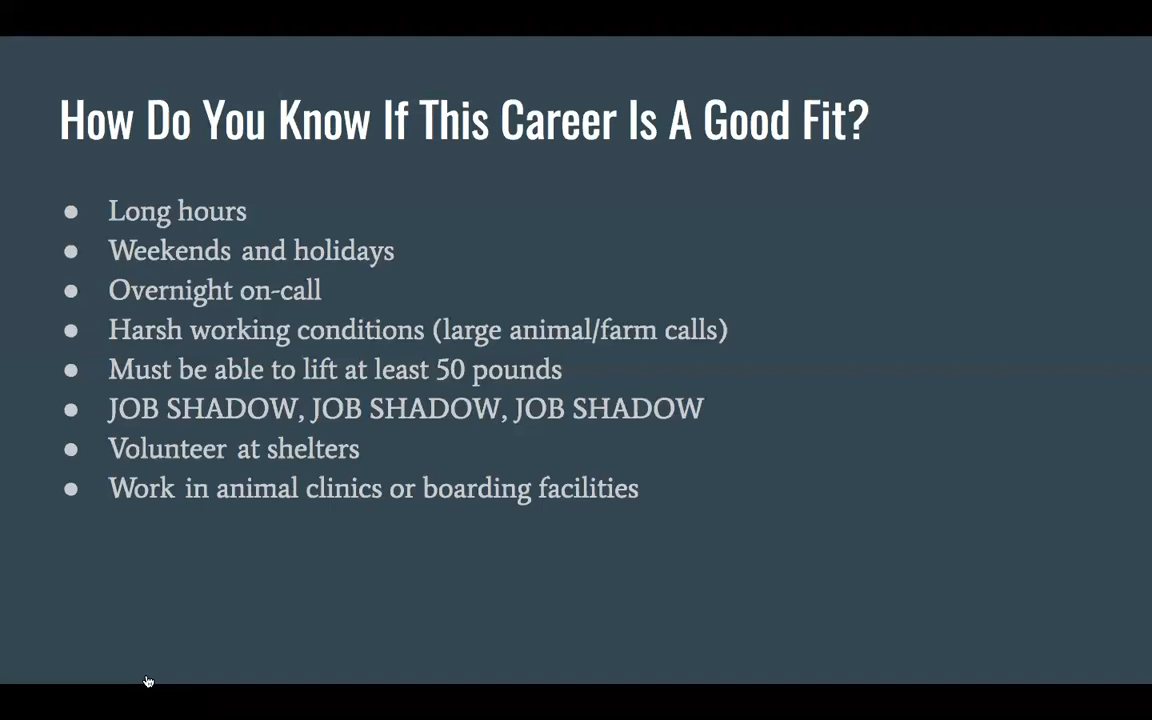 How Do You Know If This Career Is A Good Fit?
● Long hours
● Weekends and holidays
● Overnight on-call
● Harsh working conditions (large animal/farm calls)
● Must be able to lift at least 50 pounds
● JOB SHADOW, JOB SHADOW, JOB SHADOW
● Volunteer at shelters
● Work in animal clinics or boarding facilities